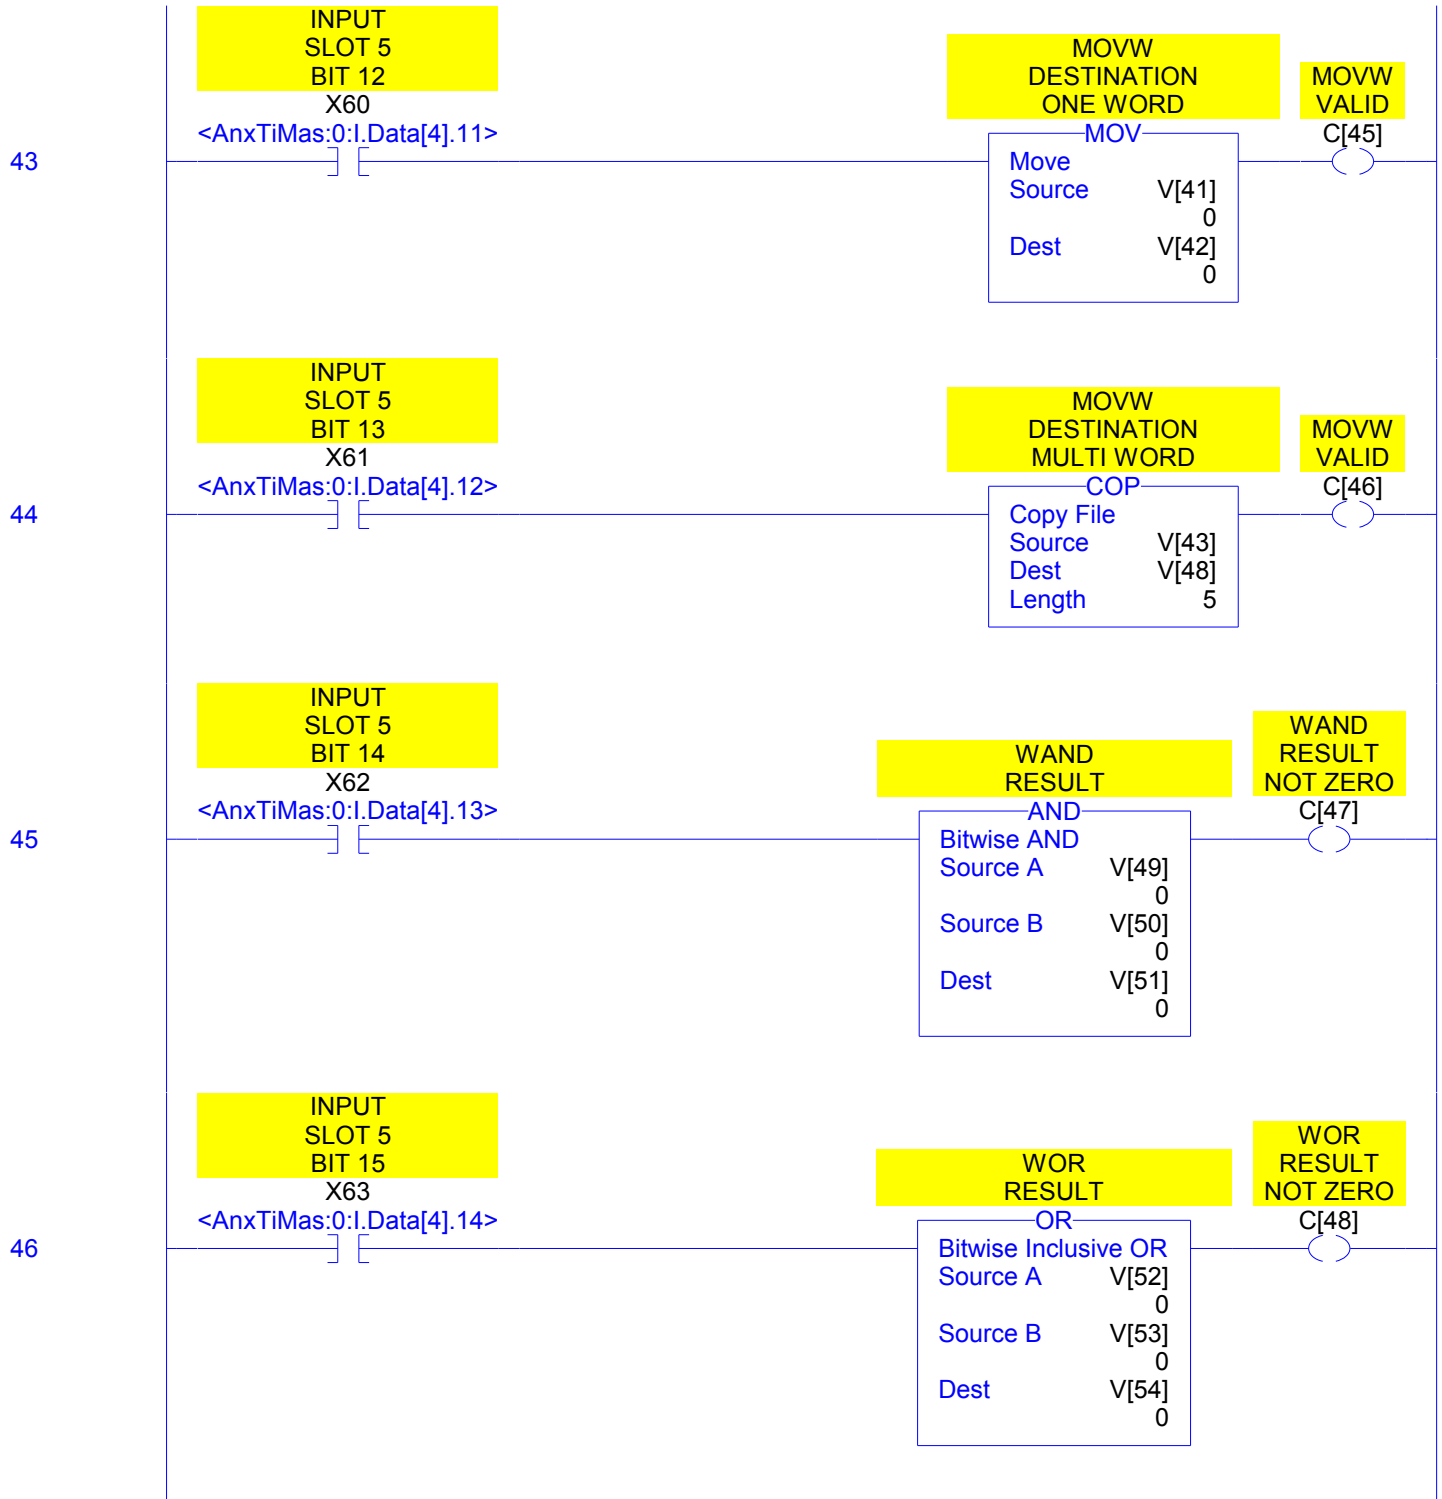 INPUT
SLOT 5
BIT 12
X60
<AnxTiMas:0:I.Data[4].11>
MOVW
DESTINATION
ONE WORD
MOVW
VALID
C[45]
43
MOV
Move
Source V[41]
0
Dest V[42]
0
INPUT
SLOT 5
BIT 13
X61
<AnxTiMas:0:I.Data[4].12>
MOVW
DESTINATION
MULTI WORD
MOVW
VALID
C[46]
44
COP
Copy File
Source V[43]
Dest V[48]
Length 5
INPUT
SLOT 5
BIT 14
X62
<AnxTiMas:0:I.Data[4].13>
WAND
RESULT
WAND
RESULT
NOT ZERO
C[47]
45
AND
Bitwise AND
Source A V[49]
0
Source B V[50]
0
Dest V[51]
0
INPUT
SLOT 5
BIT 15
X63
<AnxTiMas:0:I.Data[4].14>
WOR
RESULT
WOR
RESULT
NOT ZERO
C[48]
46
OR
Bitwise Inclusive OR
Source A V[52]
0
Source B V[53]
0
Dest V[54]
0